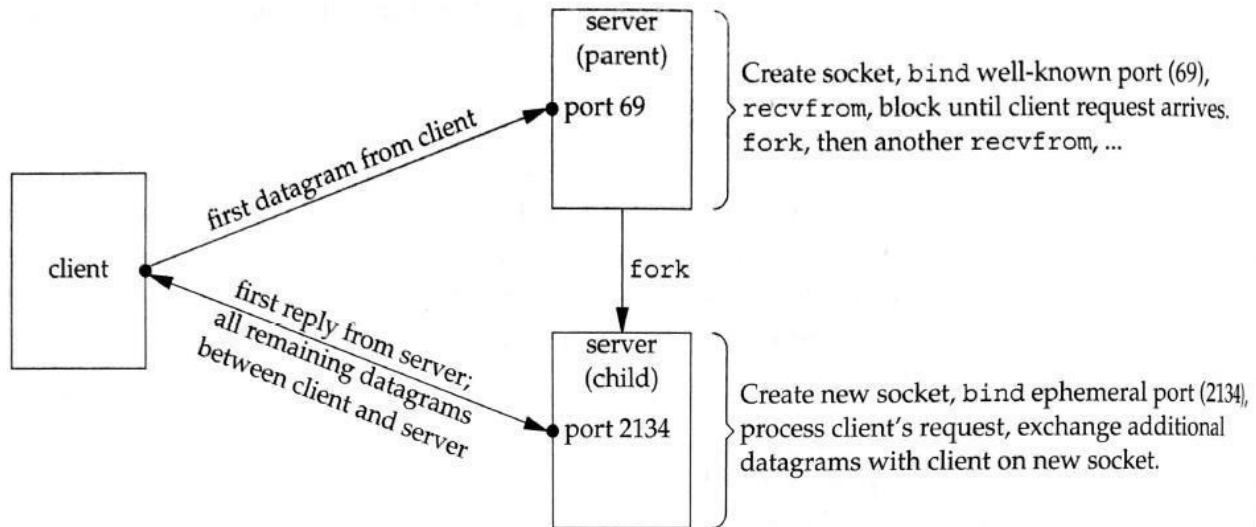 server
(parent)
port 69
Create socket, bind well-known port (69),
recvfrom, block until client request arrives.
fork, then another recvfrom, ...
first datagram from client
client
fork
first reply from server;
all remaining datagrams
between client and server
server
(child)
port 2134
Create new socket, bind ephemeral port (2134),
process client's request, exchange additional
datagrams with client on new socket.